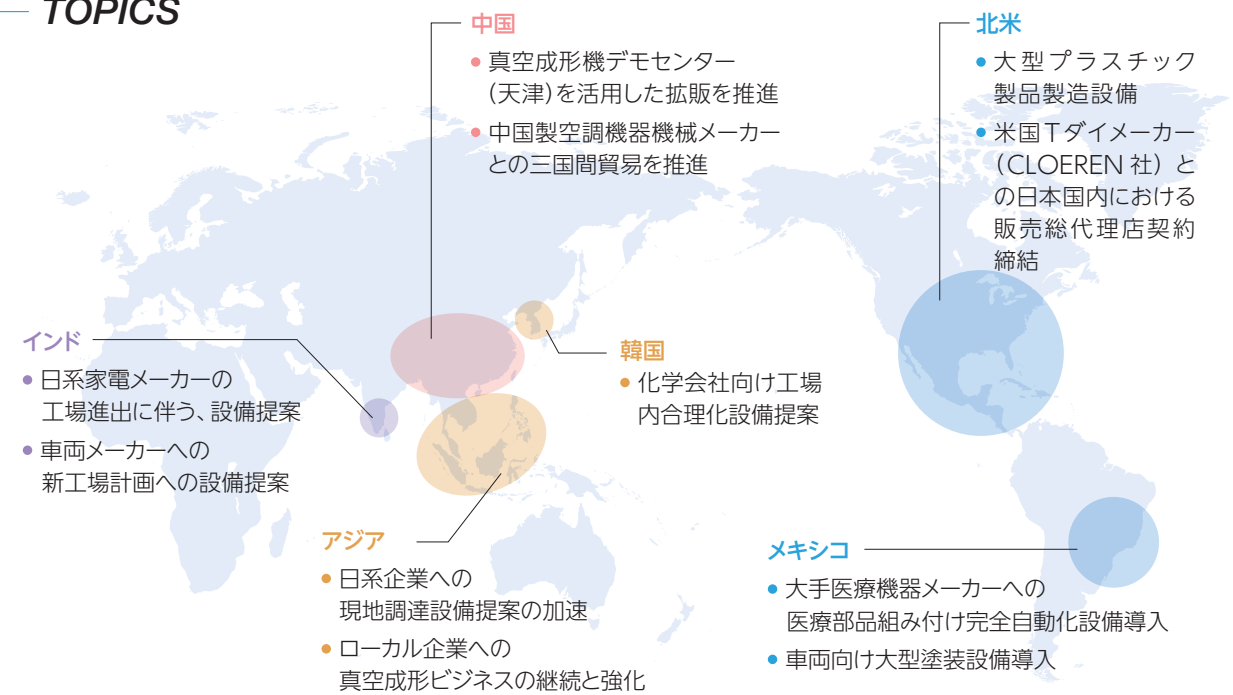 TOPICS
中国
• 真空成形機デモセンター
(天津)を活用した拡販を推進
• 中国製空調機器機械メーカー
との三国間貿易を推進
北米
• 大型プラスチック
製品製造設備
• 米国Tダイメーカー
(CLOEREN 社) と
の日本国内における
販売総代理店契約
締結
インド
• 日系家電メーカーの
工場進出に伴う、設備提案
• 車両メーカーへの
新工場計画への設備提案
韓国
• 化学会社向け工場
内合理化設備提案
アジア
• 日系企業への
現地調達設備提案の加速
• ローカル企業への
真空成形ビジネスの継続と強化
メキシコ
• 大手医療機器メーカーへの
医療部品組み付け完全自動化設備導入
• 車両向け大型塗装設備導入